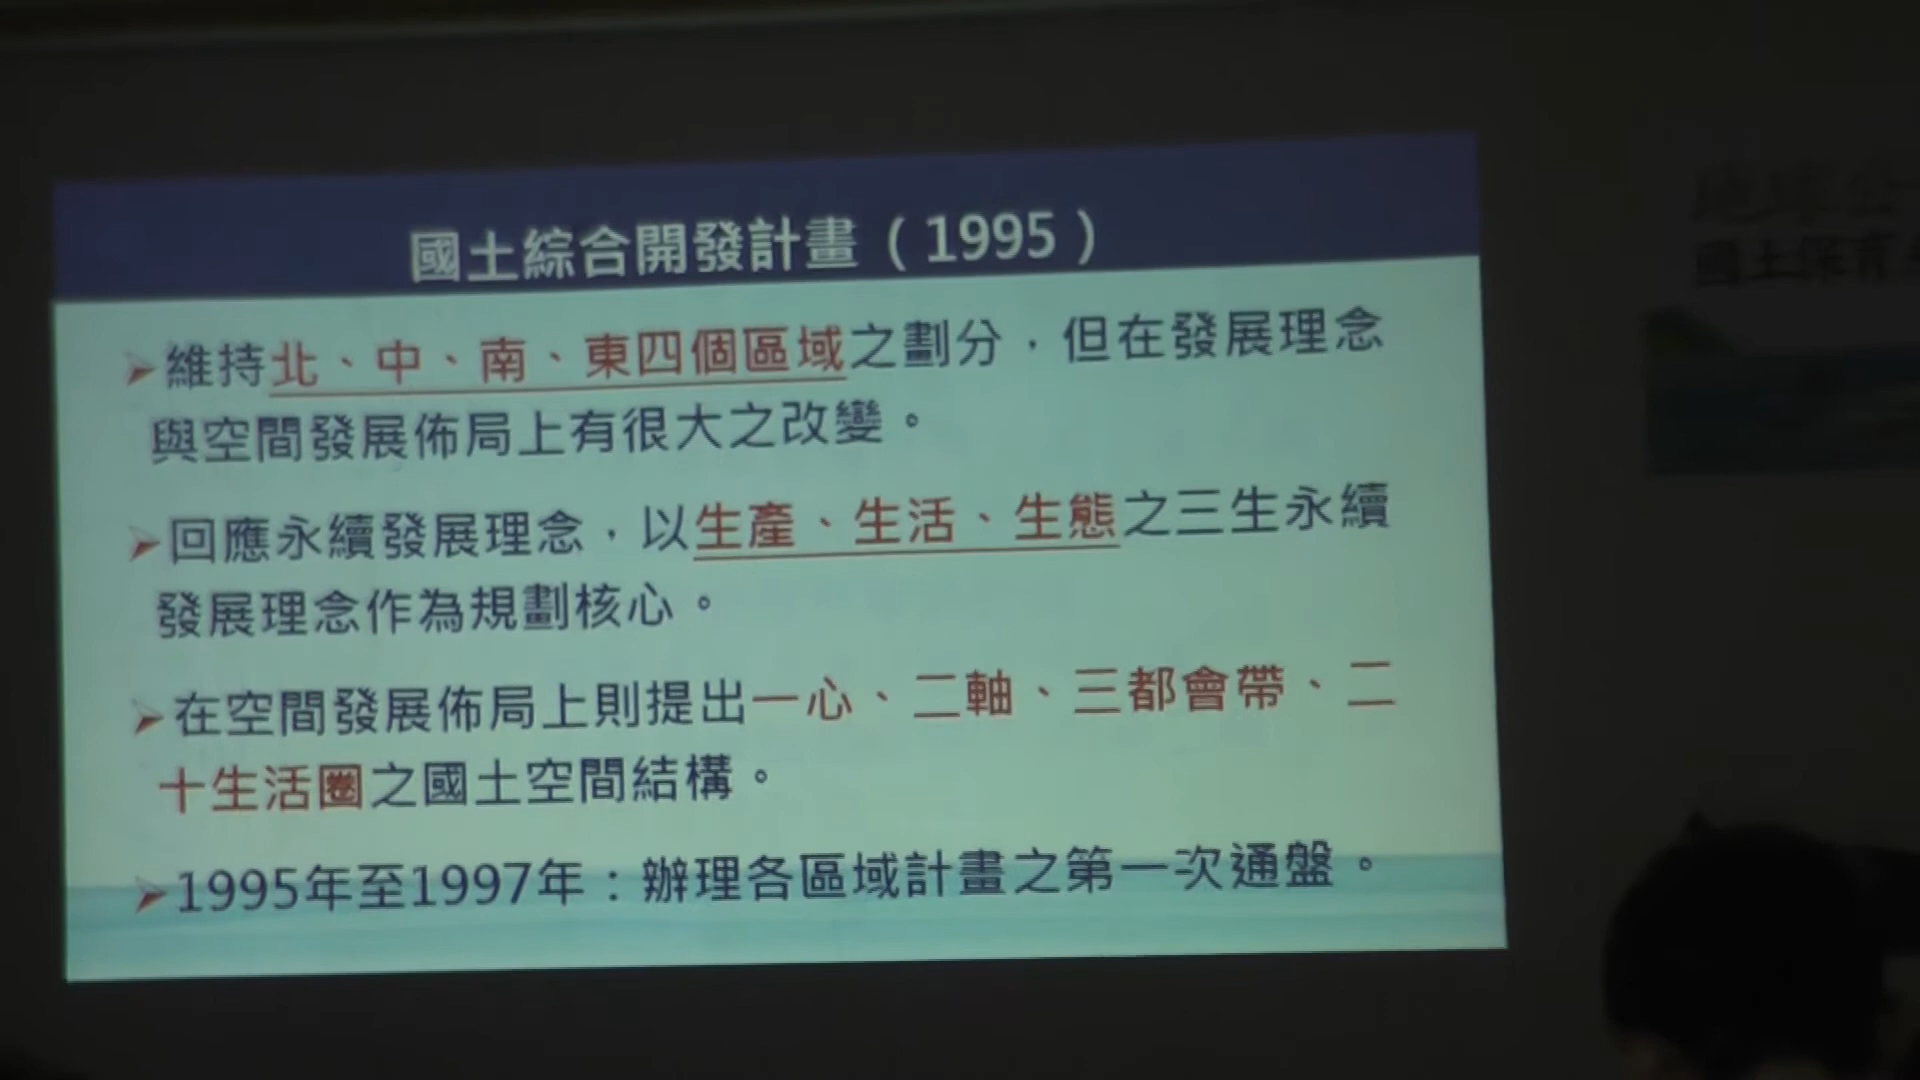 國土綜合開發計畫（1995）
➢維持北、中、南、東四個區域之劃分，但在發展理念
與空間發展佈局上有很大之改變。
➢回應永續發展理念，以生產、生活、生態之三生永續
發展理念作為規劃核心。
➢在空間發展佈局上則提出一心、二軸、三都會帶、二
十生活圈之國土空間結構。
➢1995年至1997年：辦理各區域計畫之第一次通盤。
國土保育